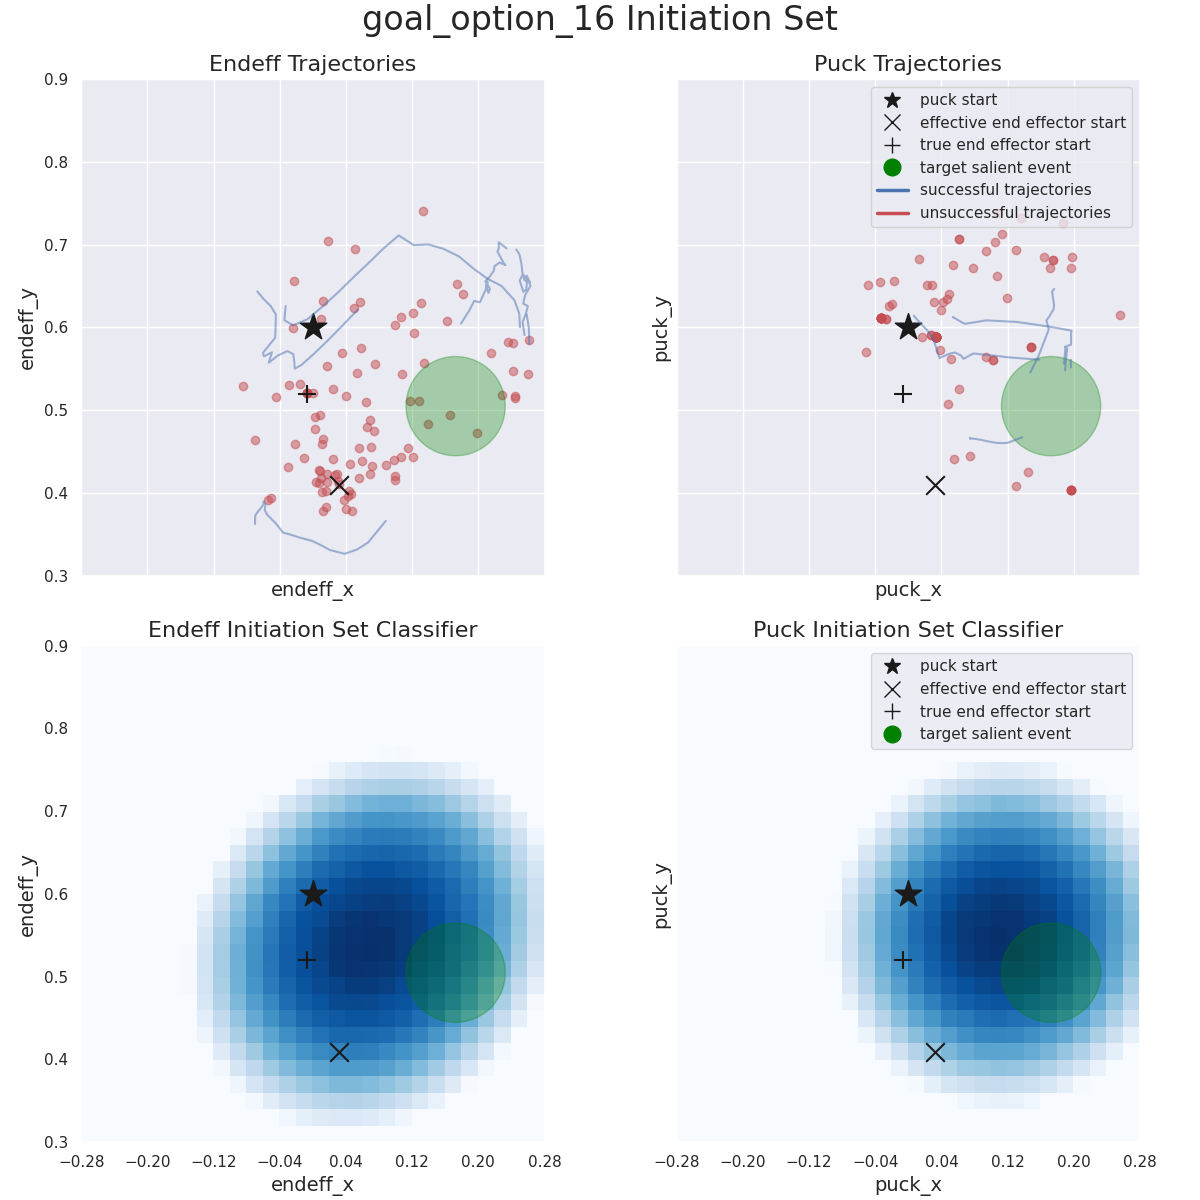 goal_option_16 Initiation Set
Endeff Trajectories
0.9
0.8
0.7
0.6
0.5
0.4
0.3
endeff_y
endeff_x
Puck Trajectories
puck start
effective end effector start
true end effector start
target salient event
successful trajectories
unsuccessful trajectories
puck_y
puck_x
Endeff Initiation Set Classifier
0.9
0.8
0.7
0.6
0.5
0.4
0.3
endeff_y
−0.28 −0.20 −0.12 −0.04 0.04 0.12 0.20 0.28
endeff_x
Puck Initiation Set Classifier
puck start
effective end effector start
true end effector start
target salient event
puck_y
−0.28 −0.20 −0.12 −0.04 0.04 0.12 0.20 0.28
puck_x